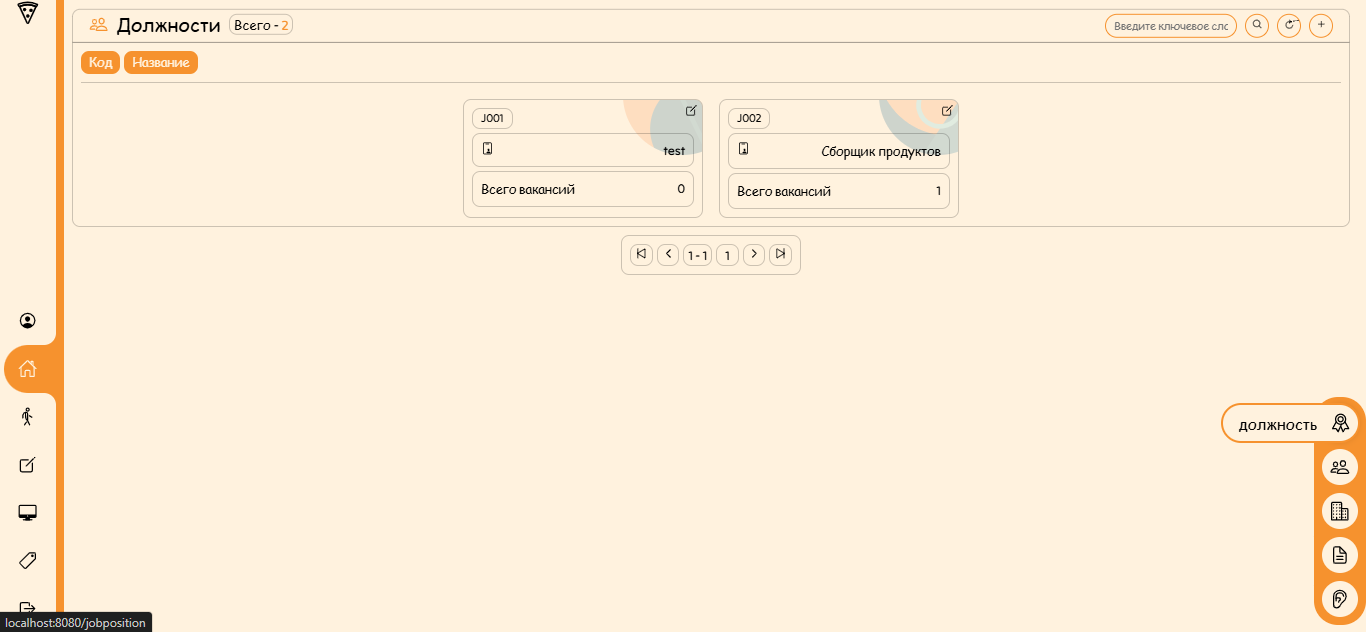 Должности
Всего - 2
Введите ключевое слс
Код
Название
J001
test
Всего вакансий
0
J002
Сборщик продуктов
Всего вакансий
1
1 - 1
1
должность
localhost:8080/jobposition